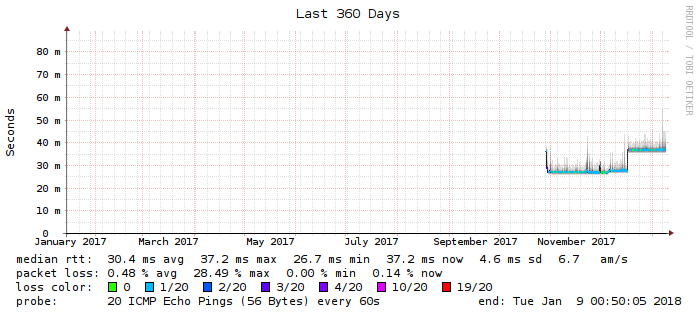 Last 360 Days
RRDTOOL / TOBI OETIKER
Seconds
80 m
70 m
60 m
50 m
40 m
30 m
20 m
10 m
0
January 2017 March 2017 May 2017 July 2017 September 2017 November 2017
median rtt: 30.4 ms avg 37.2 ms max 26.7 ms min 37.2 ms now 4.6 ms sd 6.7 am/s
packet loss: 0.48 % avg 28.49 % max 0.00 % min 0.14 % now
loss color: 0 1/20 2/20 3/20 4/20 10/20 19/20
probe: 20 ICMP Echo Pings (56 Bytes) every 60s end: Tue Jan 9 00:50:05 2018